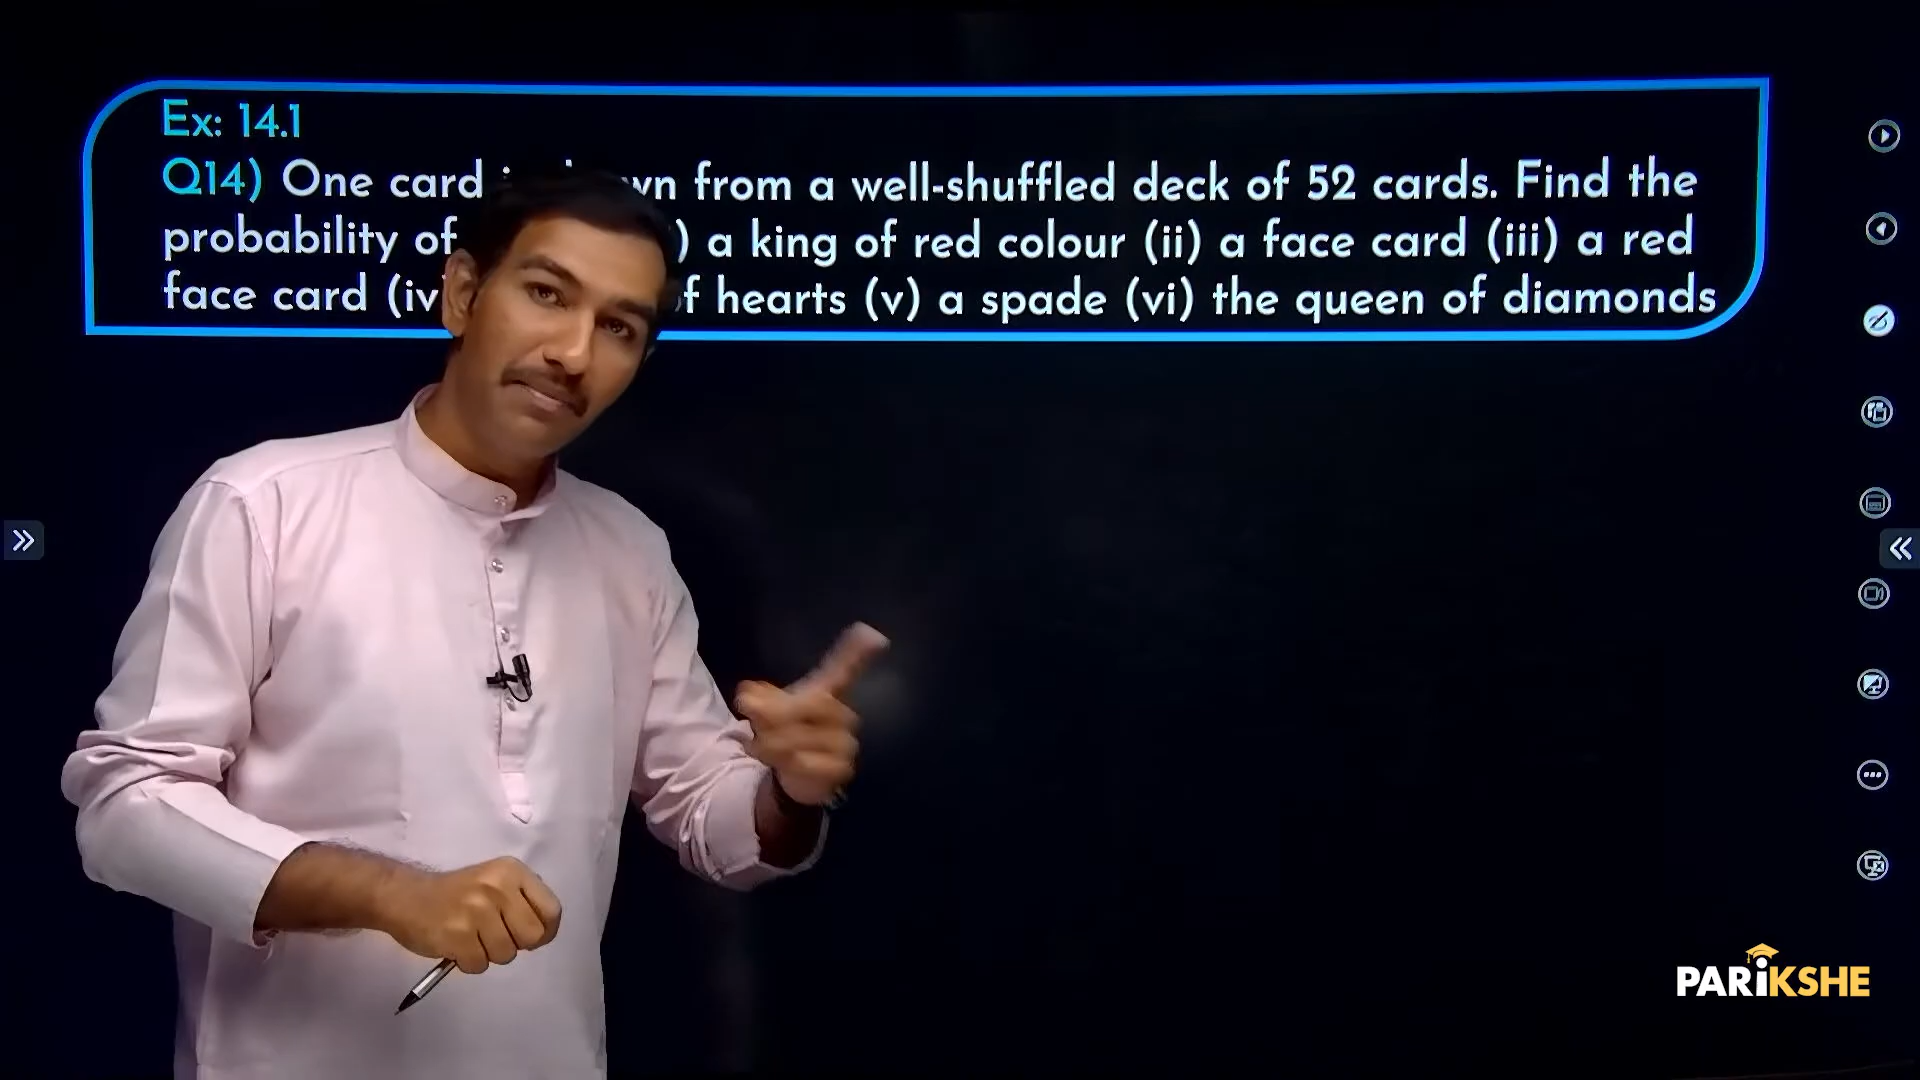 Ex: 14.1
Q14) One card wn from a well-shuffled deck of 52 cards. Find the
probability of ) a king of red colour (ii) a face card (iii) a red
face card (iv f hearts (v) a spade (vi) the queen of diamonds
PARiKSHE